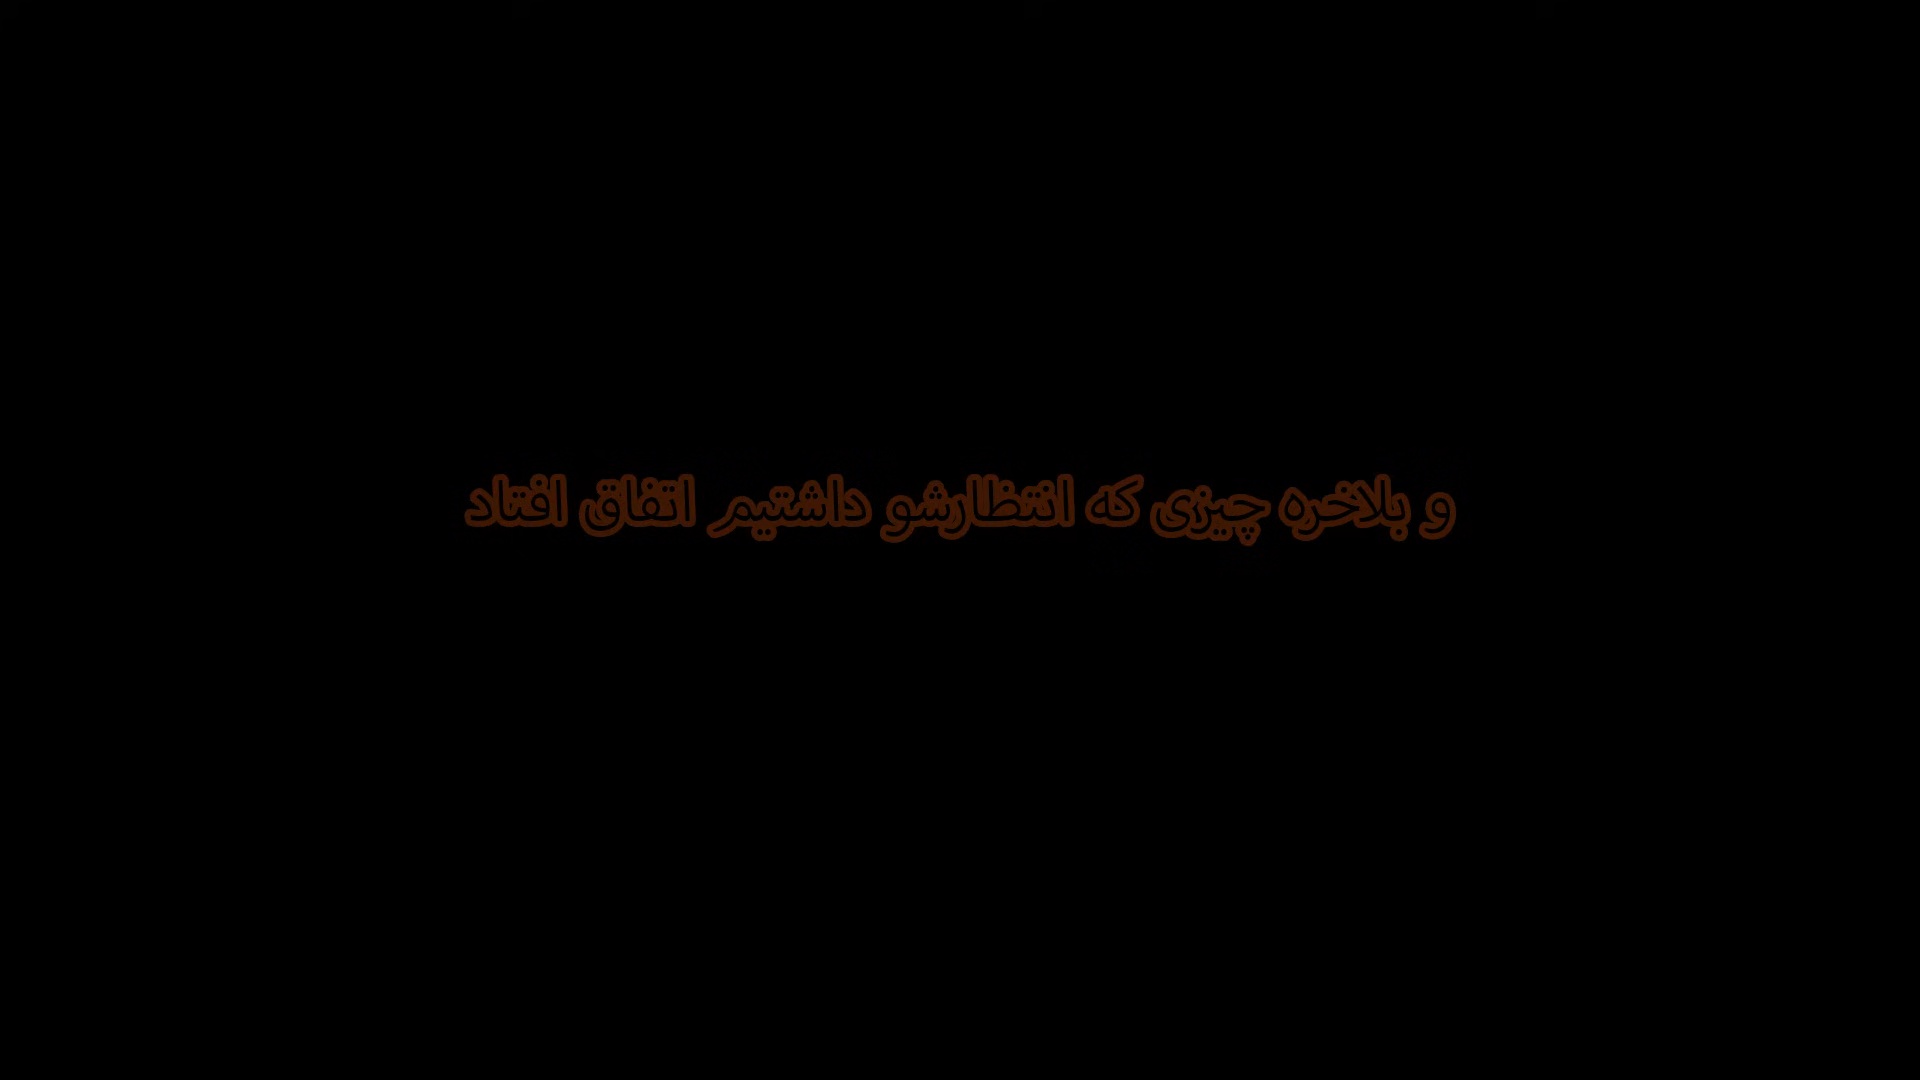 و بلاخره چیزی که انتظارشو داشتیم اتفاق افتاد